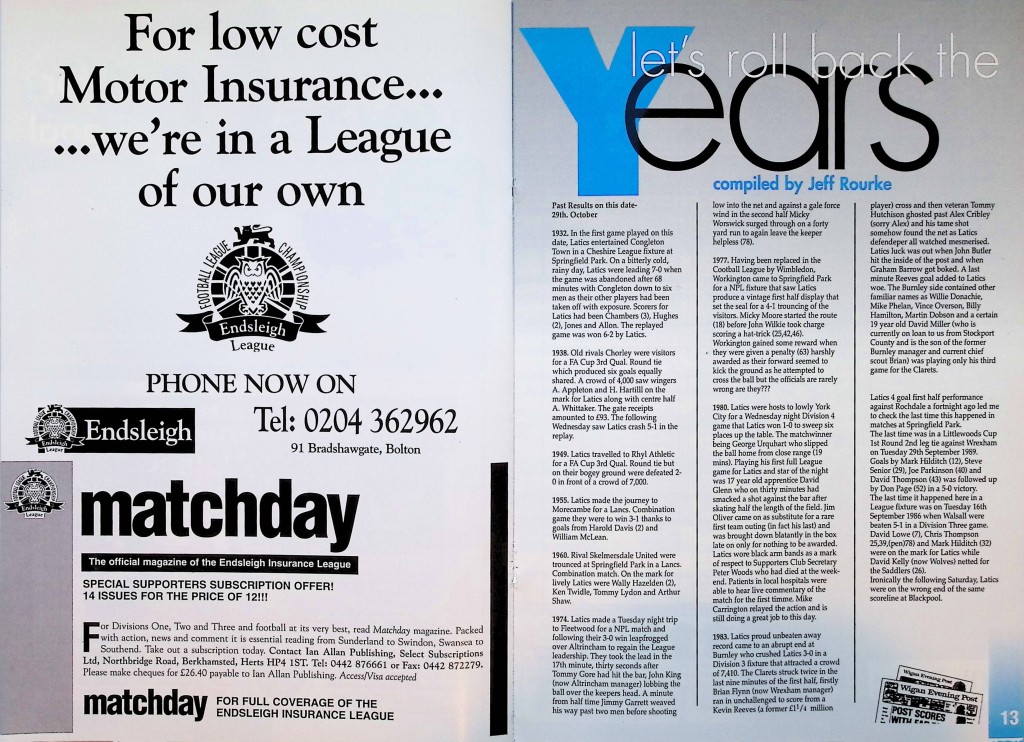 For low cost
Motor Insurance...
...we're in a League
of our own
FOOTBALL LEAGUE CHAMPIONSHIP
Endsleigh
League
PHONE NOW ON
Endsleigh
League
Endsleigh
Tel: 0204 362962
91 Bradshawgate, Bolton
Endsleigh
League
matchday
The official magazine of the Endsleigh Insurance League
SPECIAL SUPPORTERS SUBSCRIPTION OFFER!
14 ISSUES FOR THE PRICE OF 12!!!
For Divisions One, Two and Three and football at its very best, read Matchday magazine. Packed
with action, news and comment it is essential reading from Sunderland to Swindon, Swansea to
Southend. Take out a subscription today. Contact Ian Allan Publishing, Select Subscriptions
Ltd, Northbridge Road, Berkhamsted, Herts HP4 1ST. Tel: 0442 876661 or Fax: 0442 872279.
Please make cheques for £26.40 payable to Ian Allan Publishing. Access/Visa accepted
matchday
FOR FULL COVERAGE OF THE
ENDSLEIGH INSURANCE LEAGUE
let's roll back the
Years
compiled by Jeff Rourke
Past Results on this date-
29th. October
1932. In the first game played on this
date, Latics entertained Congleton
Town in a Cheshire League fixture at
Springfield Park. On a bitterly cold,
rainy day, Latics were leading 7-0 when
the game was abandoned after 68
minutes with Congleton down to six
men as their other players had been
taken off with exposure. Scorers for
Latics had been Chambers (3), Hughes
(2), Jones and Allon. The replayed
game was won 6-2 by Latics.
1938. Old rivals Chorley were visitors
for a FA Cup 3rd Qual. Round tie
which produced six goals equally
shared. A crowd of 4,000 saw wingers
A. Appleton and H. Hartilll on the
mark for Latics along with centre half
A. Whittaker. The gate receipts
amounted to £93. The following
Wednesday saw Latics crash 5-1 in the
replay.
1949. Latics travelled to Rhyl Athletic
for a FA Cup 3rd Qual. Round tie but
on their bogey ground were defeated 2-
0 in front of a crowd of 7,000.
1955. Latics made the journey to
Morecambe for a Lancs. Combination
game they were to win 3-1 thanks to
goals from Harold Davis (2) and
William McLean.
1960. Rival Skelmersdale United were
trounced at Springfield Park in a Lancs.
Combination match. On the mark for
lively Latics were Wally Hazelden (2),
Ken Twidle, Tommy Lydon and Arthur
Shaw.
1974. Latics made a Tuesday night trip
to Fleetwood for a NPL match and
following their 3-0 win leapfrogged
over Altrincham to regain the League
leadership. They took the lead in the
17th minute, thirty seconds after
Tommy Gore had hit the bar, John King
(now Altrincham manager) lobbing the
ball over the keepers head. A minute
from half time Jimmy Garrett weaved
his way past two men before shooting
low into the net and against a gale force
wind in the second half Micky
Worswick surged through on a forty
yard run to again leave the keeper
helpless (78).
1977. Having been replaced in the
Cootball League by Wimbledon,
Workington came to Springfield Park
for a NPL fixture that saw Latics
produce a vintage first half display that
set the seal for a 4-1 trouncing of the
visitors. Micky Moore started the route
(18) before John Wilkie took charge
scoring a hat-trick (25,42,46).
Workington gained some reward when
they were given a penalty (63) harshly
awarded as their forward seemed to
kick the ground as he attempted to
cross the ball but the officials are rarely
wrong are they???
1980. Latics were hosts to lowly York
City for a Wednesday night Division 4
game that Latics won 1-0 to sweep six
places up the table. The matchwinner
being George Urquhart who slipped
the ball home from close range (19
mins). Playing his first full League
game for Latics and star of the night
was 17 year old apprentice David
Glenn who on thirty minutes had
smacked a shot against the bar after
skating half the length of the field. Jim
Oliver came on as substitute for a rare
first team outing (in fact his last) and
was brought down blatantly in the box
late on only for nothing to be awarded.
Latics wore black arm bands as a mark
of respect to Supporters Club Secretary
Peter Woods who had died at the week-
end. Patients in local hospitals were
able to hear live commentary of the
match for the first timme. Mike
Carrington relayed the action and is
still doing a great job to this day.
1983. Latics proud unbeaten away
record came to an abrupt end at
Burnley who crushed Latics 3-0 in a
Division 3 fixture that attracted a crowd
of 7,410. The Clarets struck twice in the
last nine minutes of the first half, firstly
Brian Flynn (now Wrexham manager)
ran in unchallenged to score from a
Kevin Reeves (a former £1¹/4 million
player) cross and then veteran Tommy
Hutchison ghosted past Alex Cribley
(sorry Alex) and his tame shot
somehow found the net as Latics
defendeper all watched mesmerised.
Latics luck was out when John Butler
hit the inside of the post and when
Graham Barrow got boked. A last
minute Reeves goal added to Latics
woe. The Burnley side contained other
familiar names as Willie Donachie,
Mike Phelan, Vince Overson, Billy
Hamilton, Martin Dobson and a certain
19 year old David Miller (who is
currently on loan to us from Stockport
County and is the son of the former
Burnley manager and current chief
scout Brian) was playing only his third
game for the Clarets.
Latics 4 goal first half performance
against Rochdale a fortnight ago led me
to check the last time this happened in
matches at Springfield Park.
The last time was in a Littlewoods Cup
1st Round 2nd leg tie against Wrexham
on Tuesday 29th September 1989.
Goals by Mark Hilditch (12), Steve
Senior (29), Joe Parkinson (40) and
David Thompson (43) was followed up
by Don Page (52) in a 5-0 victory.
The last time it happened here in a
League fixture was on Tuesday 16th
September 1986 when Walsall were
beaten 5-1 in a Division Three game.
David Lowe (7), Chris Thompson
25,39,(pen)78) and Mark Hilditch (32)
were on the mark for Latics while
David Kelly (now Wolves) netted for
the Saddlers (26).
Ironically the following Saturday, Latics
were on the wrong end of the same
scoreline at Blackpool.
Wigan Evening Post
Wigan Evening Post
POST SCORES
13